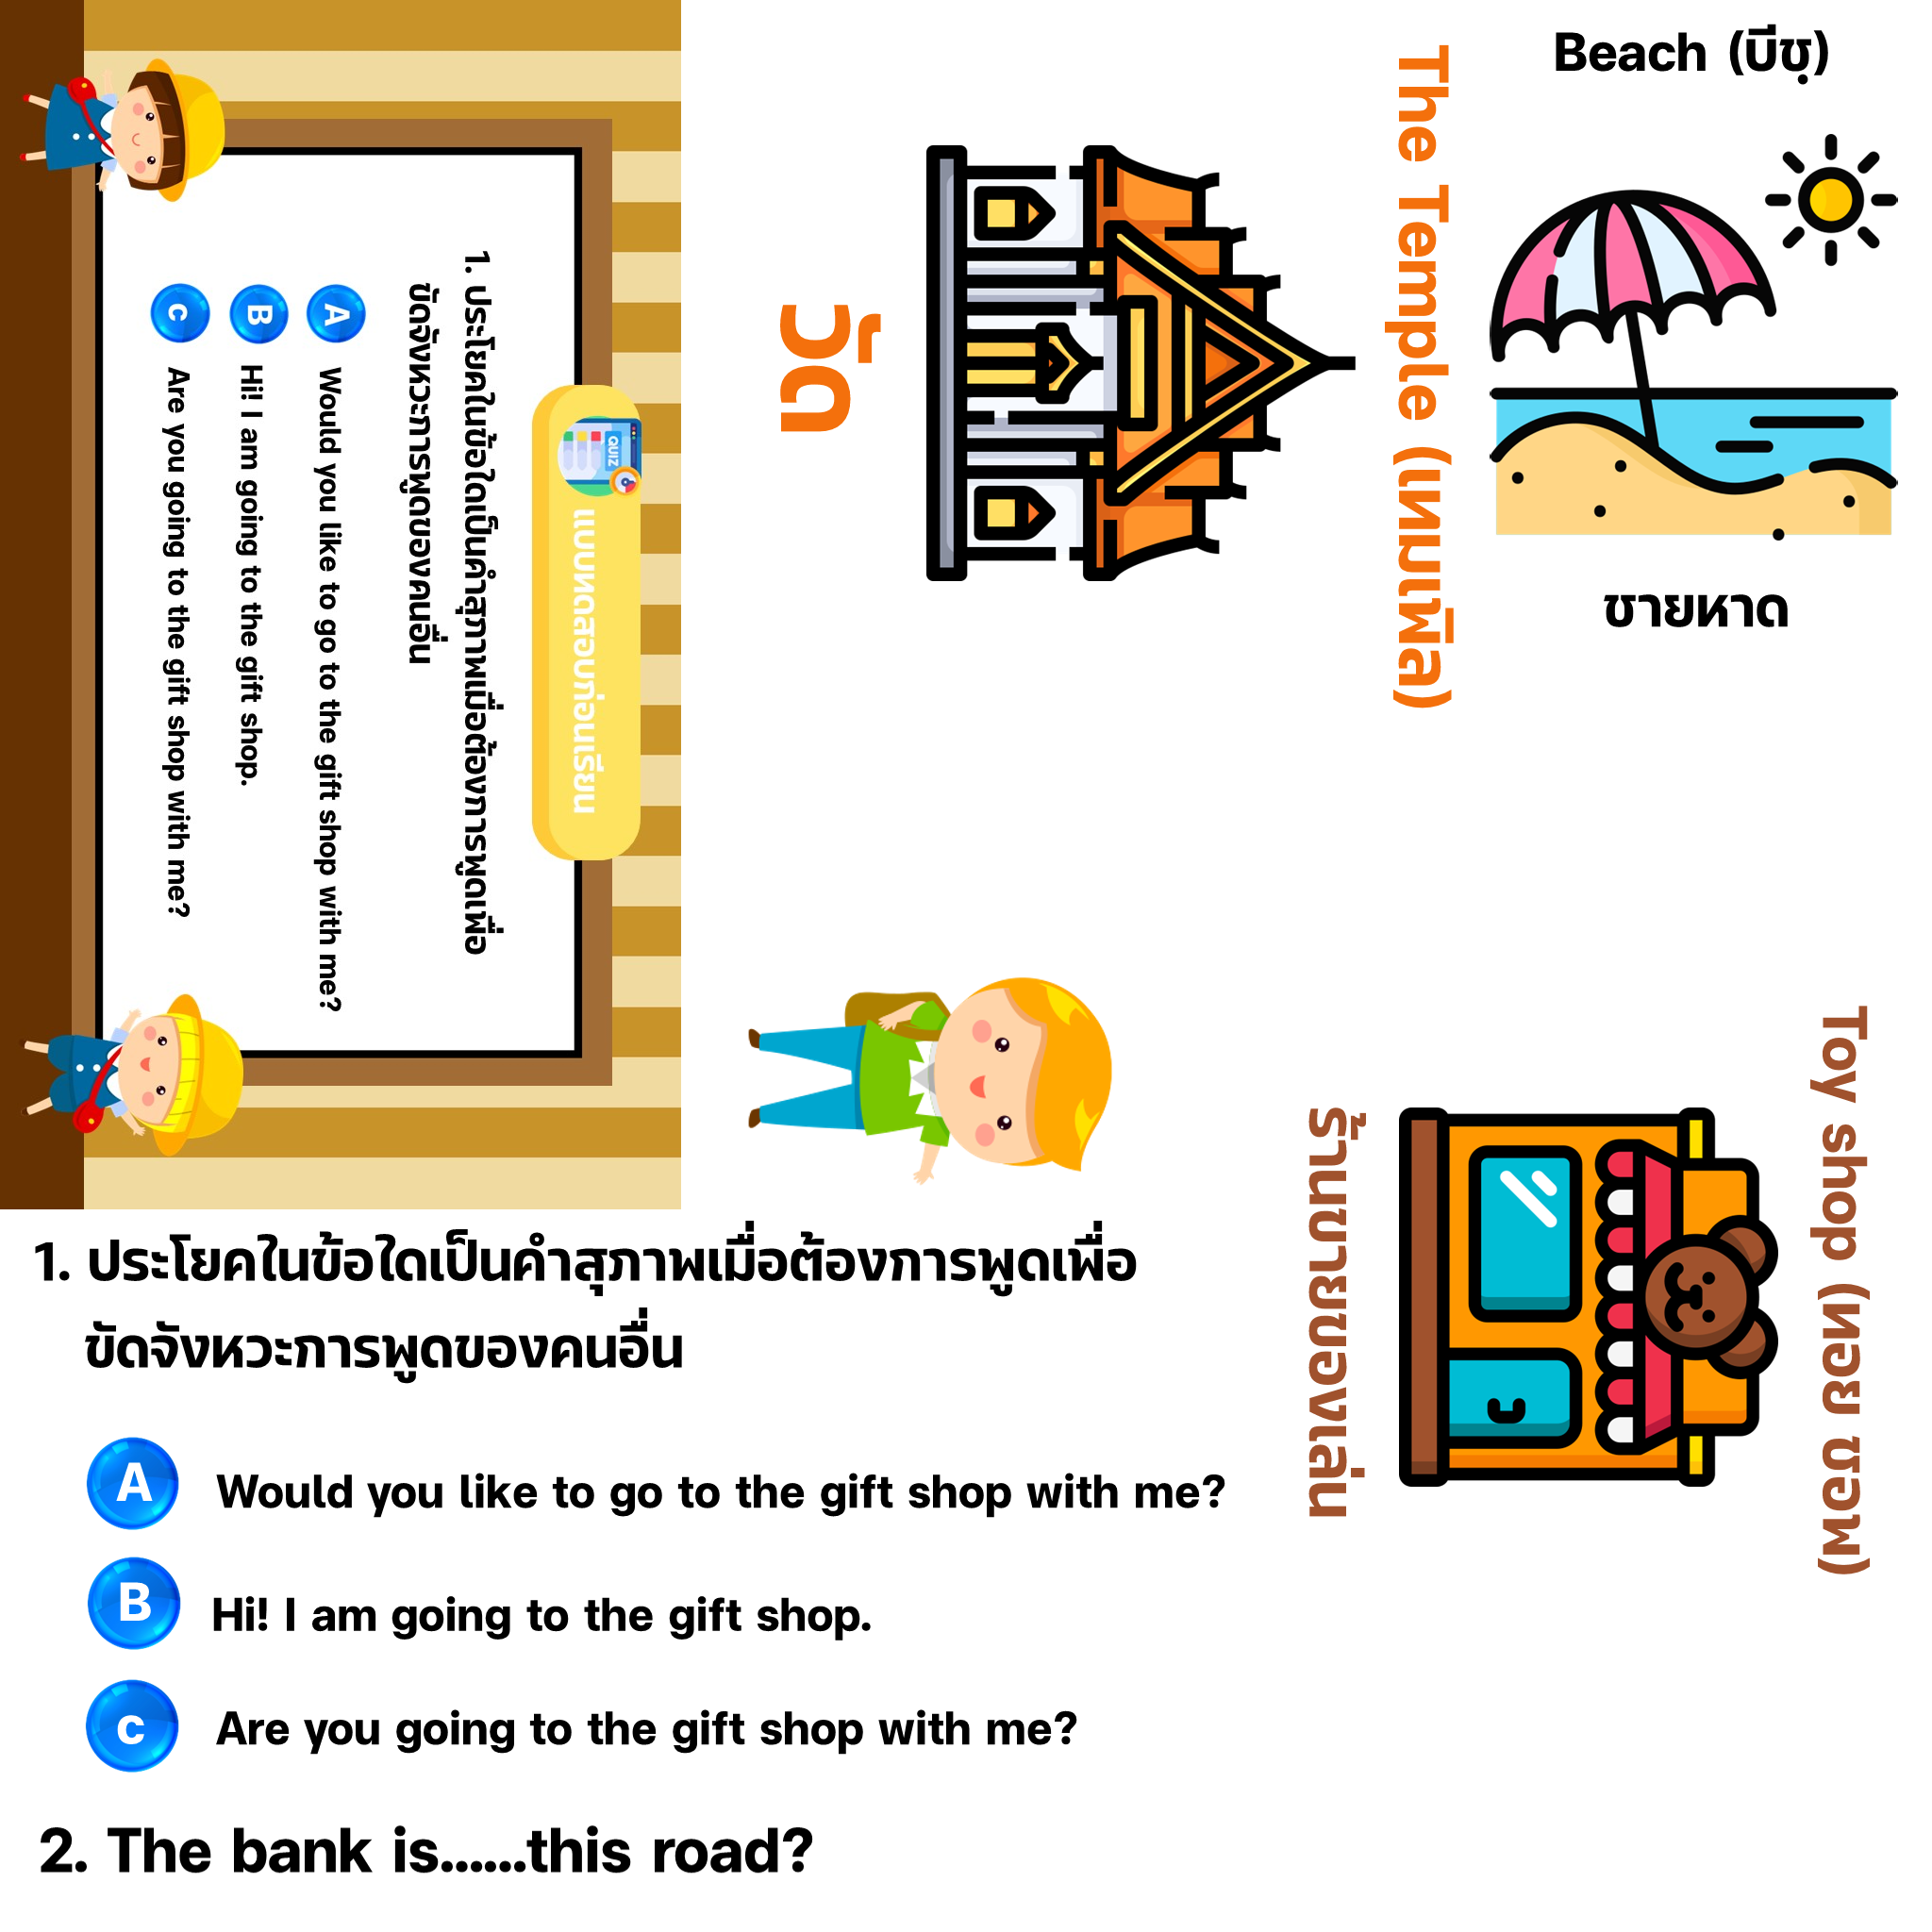 แบบทดสอบก่อนเรียน
QUIZ
1. ประโยคในข้อใดเป็นคำสุภาพเมื่อต้องการพูดเพื่อ
ขัดจังหวะการพูดของคนอื่น
A Would you like to go to the gift shop with me?
B Hi! I am going to the gift shop.
c Are you going to the gift shop with me?
The Temple (เทมเพิล)
วัด
Beach (บีชฺ)
ชายหาด
Toy shop (ทอย ชอพ)
ร้านขายของเล่น
1. ประโยคในข้อใดเป็นคำสุภาพเมื่อต้องการพูดเพื่อ
ขัดจังหวะการพูดของคนอื่น
A Would you like to go to the gift shop with me?
B Hi! I am going to the gift shop.
c Are you going to the gift shop with me?
2. The bank is......this road?